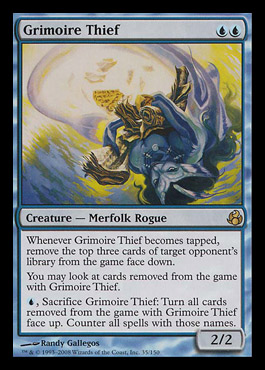 Grimoire Thief
Creature — Merfolk Rogue
Whenever Grimoire Thief becomes tapped,
remove the top three cards of target opponent's
library from the game face down.
You may look at cards removed from the game
with Grimoire Thief.
, Sacrifice Grimoire Thief: Turn all cards
removed from the game with Grimoire Thief
face up. Counter all spells with those names.
2/2
Randy Gallegos
™ & © 1993–2008 Wizards of the Coast, Inc. 35/150